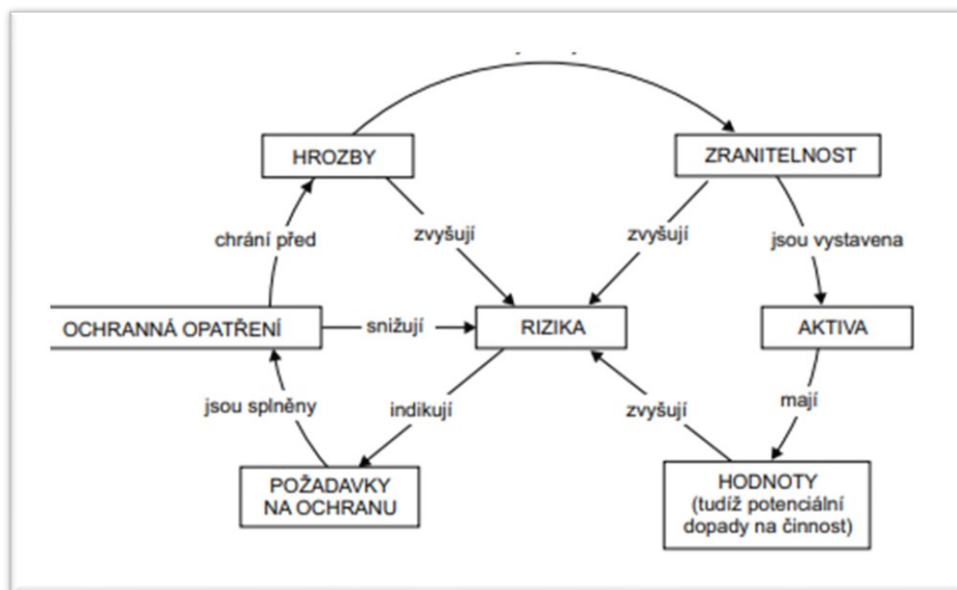 HROZBY
ZRANITELNOST
chrání před
zvyšují
zvyšují
jsou vystavena
OCHRANNÁ OPATŘENÍ
snižují
RIZIKA
AKTIVA
jsou splněny
indikují
zvyšují
mají
POŽADAVKY
NA OCHRANU
HODNOTY
(tudíž potenciální
dopady na činnost)